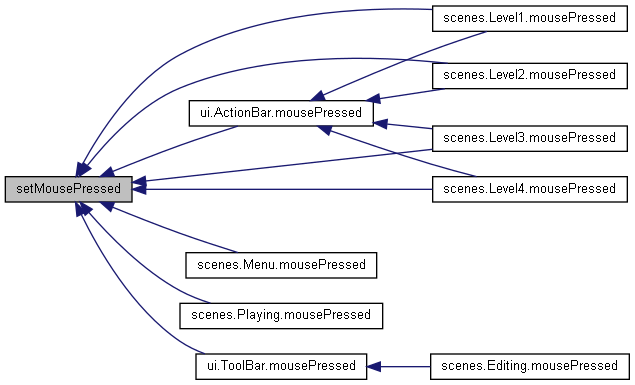 scenes.Level1.mousePressed
scenes.Level2.mousePressed
ui.ActionBar.mousePressed
scenes.Level3.mousePressed
setMousePressed
scenes.Level4.mousePressed
scenes.Menu.mousePressed
scenes.Playing.mousePressed
ui.ToolBar.mousePressed
scenes.Editing.mousePressed